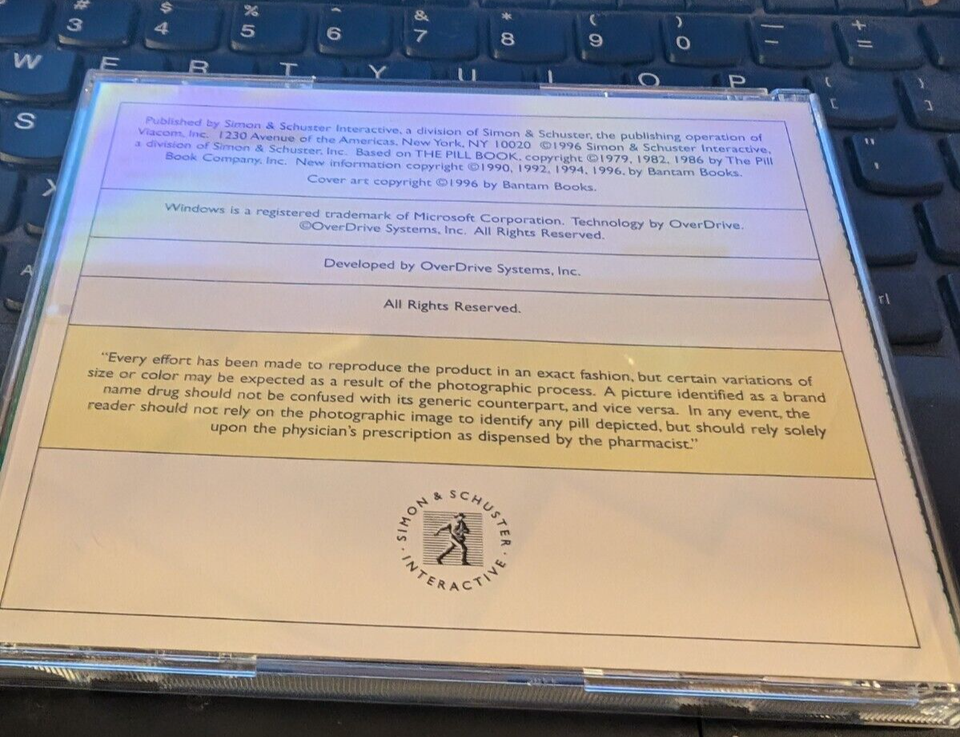 # $ % ^ & * ( ) — +
3 4 5 6 7 8 9 0 – =
W E R T Y U I O P { }
[ ]
S " '
X
A
Published by Simon & Schuster Interactive, a division of Simon & Schuster, the publishing operation of
Viacom, Inc. 1230 Avenue of the Americas, New York, NY 10020 ©1996 Simon & Schuster Interactive,
a division of Simon & Schuster, Inc. Based on THE PILL BOOK, copyright ©1979, 1982, 1986 by The Pill
Book Company, Inc. New information copyright ©1990, 1992, 1994, 1996, by Bantam Books.
Cover art copyright ©1996 by Bantam Books.
Windows is a registered trademark of Microsoft Corporation. Technology by OverDrive.
©OverDrive Systems, Inc. All Rights Reserved.
Developed by OverDrive Systems, Inc.
All Rights Reserved.
"Every effort has been made to reproduce the product in an exact fashion, but certain variations of
size or color may be expected as a result of the photographic process. A picture identified as a brand
name drug should not be confused with its generic counterpart, and vice versa. In any event, the
reader should not rely on the photographic image to identify any pill depicted, but should rely solely
upon the physician's prescription as dispensed by the pharmacist."
SIMON & SCHUSTER
· INTERACTIVE ·